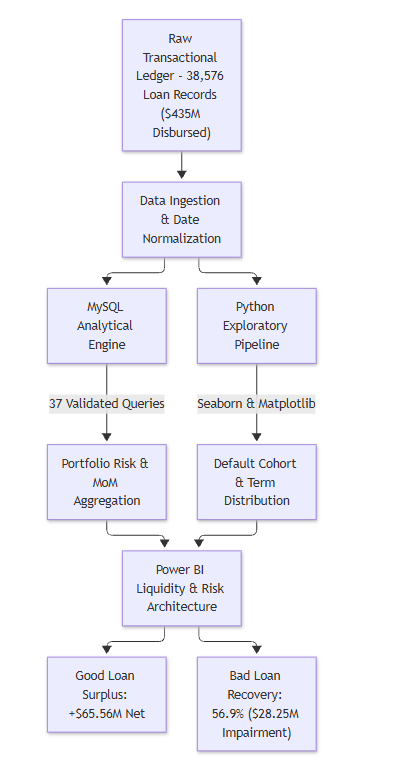 Raw
Transactional
Ledger - 38,576
Loan Records
($435M
Disbursed)
Data Ingestion
& Date
Normalization
MySQL
Analytical
Engine
Python
Exploratory
Pipeline
37 Validated Queries
Seaborn & Matplotlib
Portfolio Risk &
MoM
Aggregation
Default Cohort
& Term
Distribution
Power BI
Liquidity & Risk
Architecture
Good Loan
Surplus:
+$65.56M Net
Bad Loan
Recovery:
56.9% ($28.25M
Impairment)